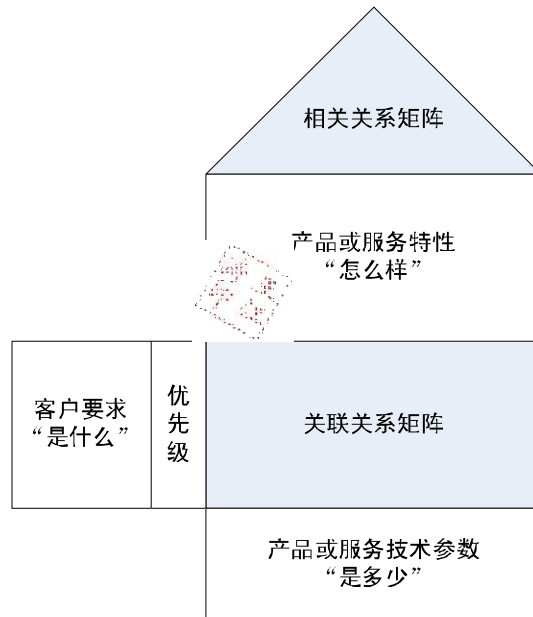 相关关系矩阵
产品或服务特性
“怎么样”
客户要求
“是什么”
优
先
级
关联关系矩阵
产品或服务技术参数
“是多少”